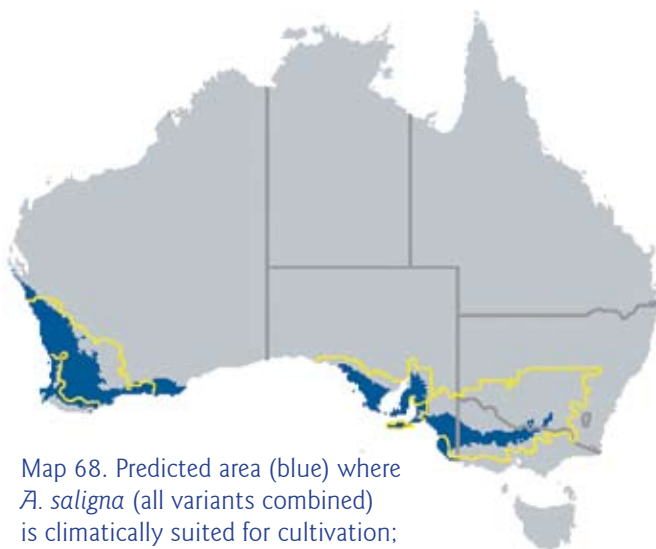 Map 68. Predicted area (blue) where
A. saligna (all variants combined)
is climatically suited for cultivation;